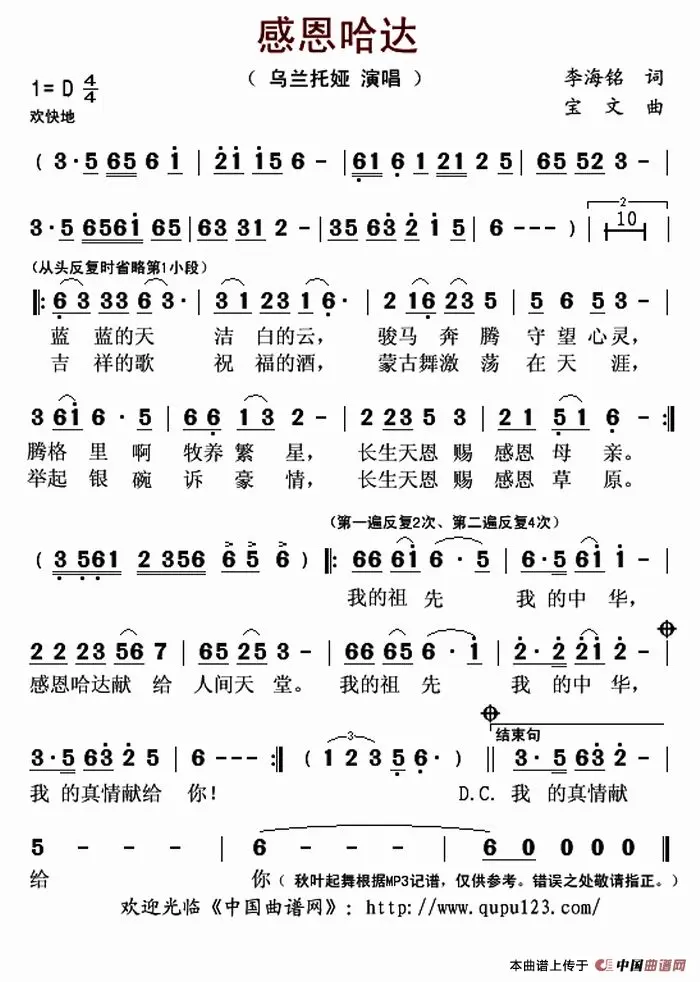 感恩哈达
( 乌兰托娅 演唱 )
李海铭 词
1= D 4/4
宝 文 曲
欢快地
( 3·5 65 6 i | 2i i5 6 - | 61 6 1 21 2 5 | 65 52 3 - |
2
3·5 656i 65 | 63 31 2 - | 35 63 2 i 5 | 6 - - - ) | 10 |
(从头反复时省略第1小段)
‖: 6 3 33 6 3· | 3 1 23 1 6· | 2 16 23 5 | 5 6 5 3 |
蓝 蓝的天 洁 白的云, 骏马 奔 腾 守 望 心 灵,
吉 祥的歌 祝 福的酒, 蒙古舞激 荡 在 天 涯,
3 6i 6 · 5 | 6 6 1 3 2 - | 2 23 5 3 | 2 1 5 1 6 - :‖
腾格 里 啊 牧养 繁 星, 长生天恩 赐 感恩 母 亲。
举起 银 碗 诉 豪 情, 长生天恩 赐 感恩 草 原。
(第一遍反复2次、第二遍反复4次)
( 3 561 2 356 6 5 6 ) ‖: 66 6i 6 · 5 | 6·5 6i i - |
我的祖 先 我 的中 华,
2 2 23 56 7 | 65 25 3 - | 66 65 6 · i | 2· 2 2i 2 - |
感恩哈达献 给 人间天 堂。我的祖 先 我 的中 华,
结束句
3·5 63 2 5 | 6 - - - :‖ ( 1 2 3 5 6· ) ‖ 3·5 63 2 |
3
我 的真情献给 你! D.C. 我 的真情献
5 - - - | 6 - - - | 6 0 0 0 0 ‖
给 你( 秋叶起舞根据MP3记谱,仅供参考。错误之处敬请指正。)
欢迎光临《中国曲谱网》: http://www.qupu123.com/
本曲谱上传于 中国曲谱网